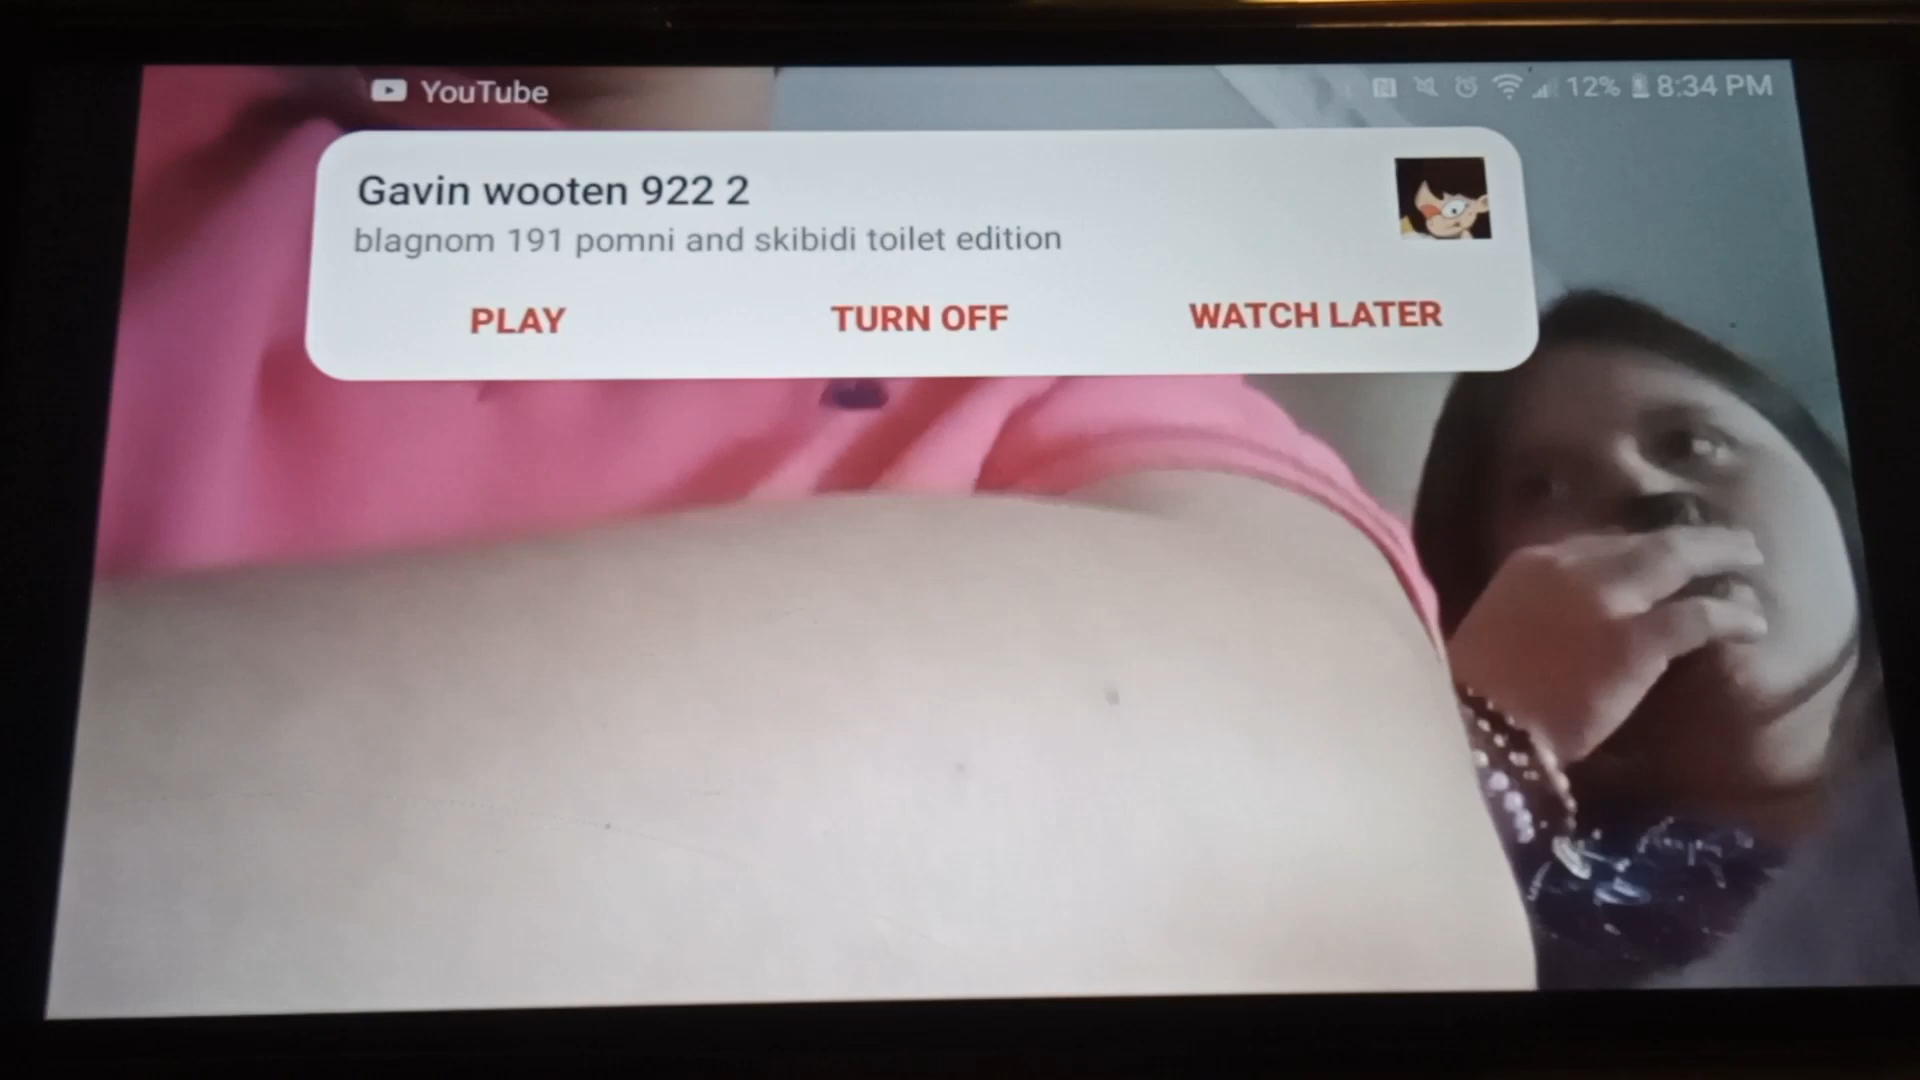 YouTube
12% 8:34 PM
Gavin wooten 922 2
blagnom 191 pomni and skibidi toilet edition
PLAY TURN OFF WATCH LATER